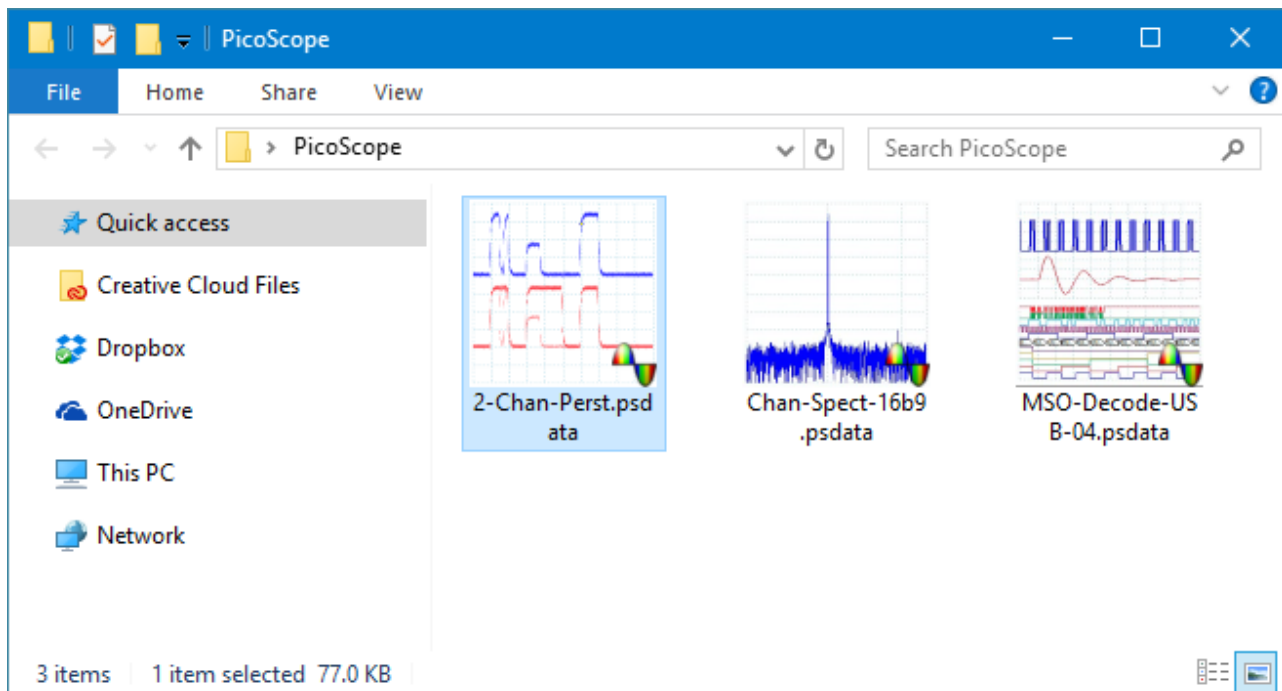 PicoScope
File Home Share View
PicoScope
Search PicoScope
Quick access
Creative Cloud Files
Dropbox
OneDrive
This PC
Network
2-Chan-Perst.psd
ata
Chan-Spect-16b9
.psdata
MSO-Decode-US
B-04.psdata
3 items 1 item selected 77.0 KB